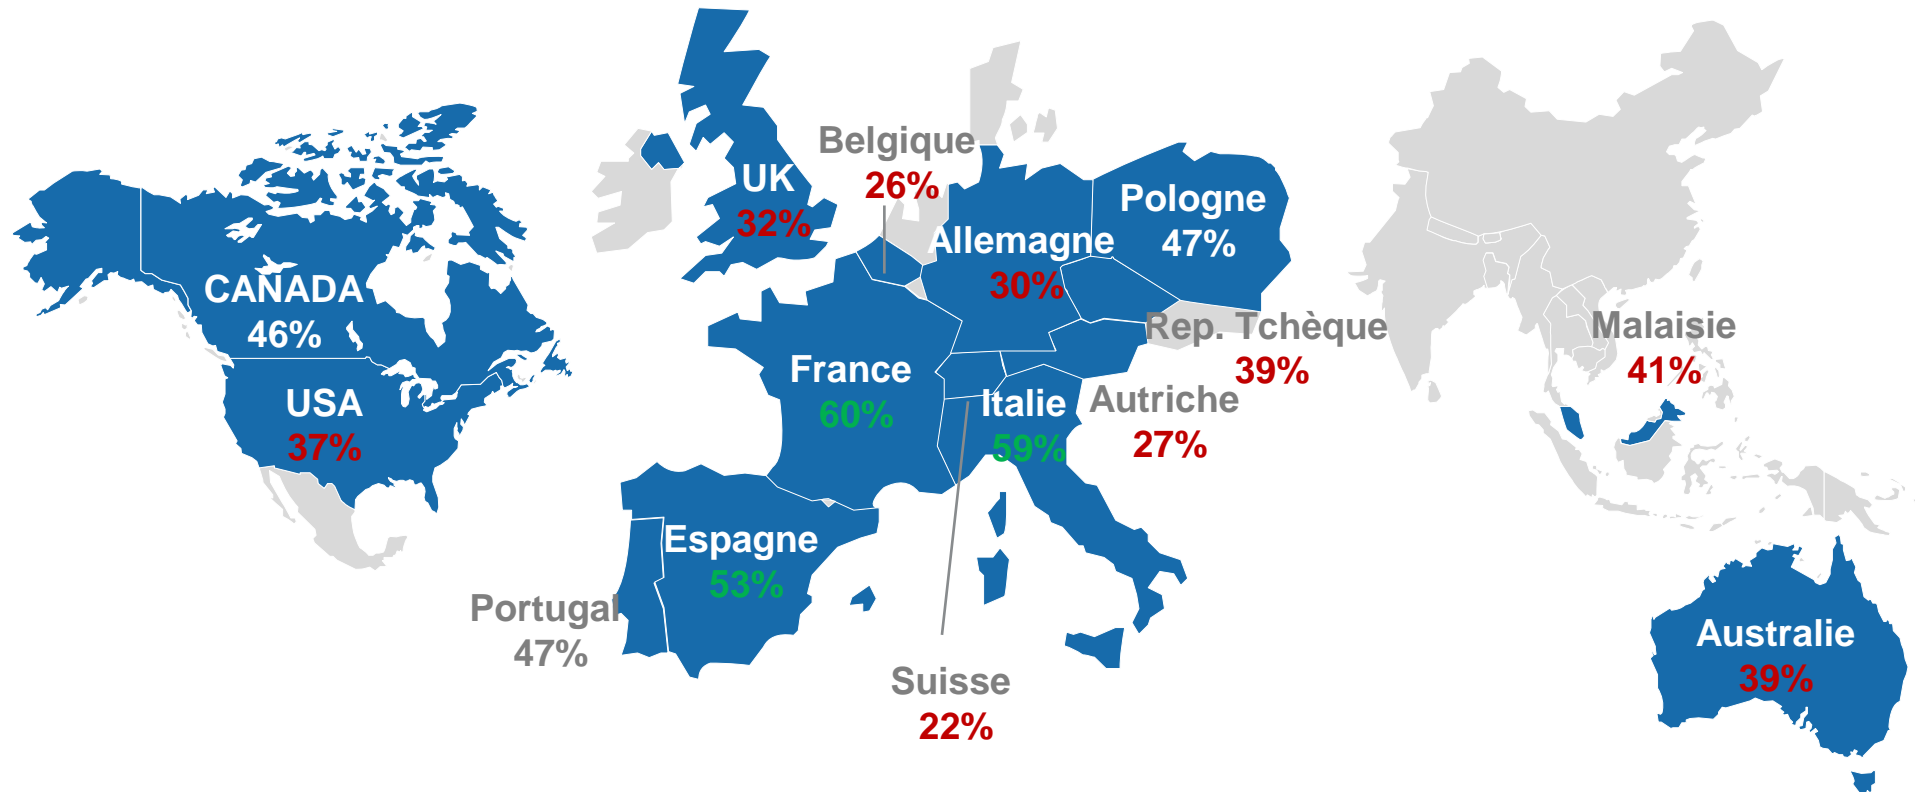 CANADA
46%
USA
37%
UK
32%
Belgique
26%
Pologne
47%
Allemagne
30%
Rep. Tchèque
39%
France
60%
Italie
59%
Autriche
27%
Espagne
53%
Portugal
47%
Suisse
22%
Malaisie
41%
Australie
39%